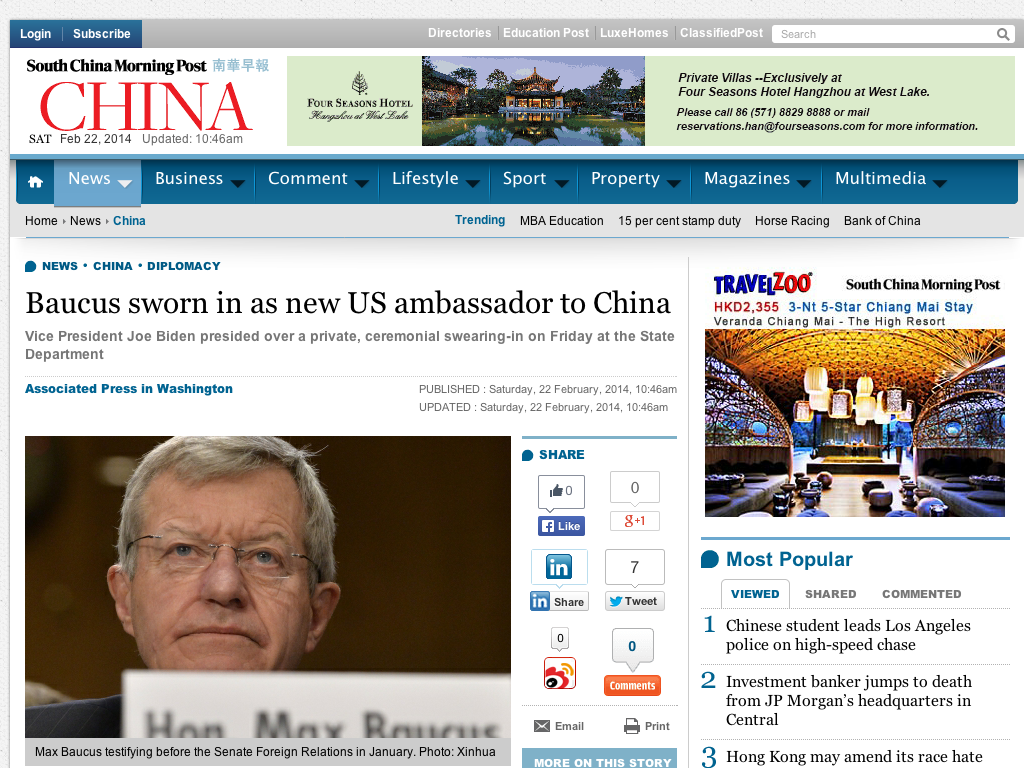 Login
Subscribe
Directories
Education Post
LuxeHomes
ClassifiedPost
Search
South China Morning Post 南華早報
CHINA
SAT Feb 22, 2014 Updated: 10:46am
FOUR SEASONS HOTEL
Hangzhou at West Lake
Private Villas --Exclusively at
Four Seasons Hotel Hangzhou at West Lake.
Please call 86 (571) 8829 8888 or mail
reservations.han@fourseasons.com for more information.
News
Business
Comment
Lifestyle
Sport
Property
Magazines
Multimedia
Home News China
Trending
MBA Education
15 per cent stamp duty
Horse Racing
Bank of China
NEWS • CHINA • DIPLOMACY
Baucus sworn in as new US ambassador to China
Vice President Joe Biden presided over a private, ceremonial swearing-in on Friday at the State
Department
Associated Press in Washington
PUBLISHED : Saturday, 22 February, 2014, 10:46am
UPDATED : Saturday, 22 February, 2014, 10:46am
Hon. Max Baucus
Max Baucus testifying before the Senate Foreign Relations in January. Photo: Xinhua
SHARE
0
0
Like
g+1
in
7
in Share
Tweet
0
0
Comments
Email
Print
MORE ON THIS STORY
TRAVELZOO
South China Morning Post
HKD2,355 3-Nt 5-Star Chiang Mai Stay
Veranda Chiang Mai - The High Resort
Most Popular
VIEWED
SHARED
COMMENTED
1 Chinese student leads Los Angeles
police on high-speed chase
2 Investment banker jumps to death
from JP Morgan's headquarters in
Central
3 Hong Kong may amend its race hate